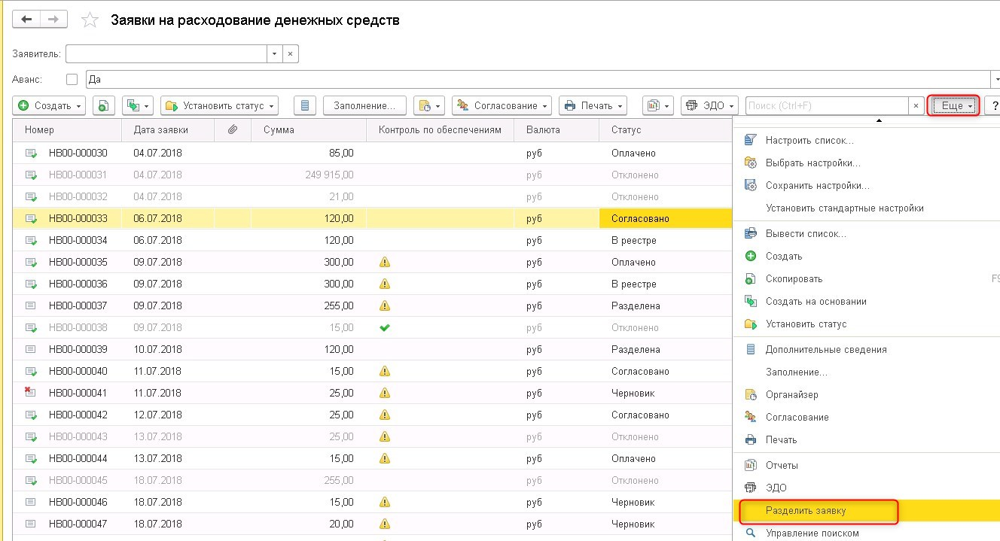 Заявки на расходование денежных средств
Заявитель:
Аванс: Да
Создать Установить статус Заполнение... Согласование Печать ЭДО Поиск (Ctrl+F) × Еще ?
Номер Дата заявки Сумма Контроль по обеспечениям Валюта Статус
НВ00-000030 04.07.2018 85,00 руб Оплачено
НВ00-000031 04.07.2018 249 915,00 руб Отклонено
НВ00-000032 04.07.2018 21,00 руб Отклонено
НВ00-000033 06.07.2018 120,00 руб Согласовано
НВ00-000034 06.07.2018 120,00 руб В реестре
НВ00-000035 09.07.2018 300,00 руб Оплачено
НВ00-000036 09.07.2018 300,00 руб В реестре
НВ00-000037 09.07.2018 255,00 руб Разделена
НВ00-000038 09.07.2018 15,00 руб Отклонено
НВ00-000039 10.07.2018 120,00 руб Разделена
НВ00-000040 11.07.2018 15,00 руб Согласовано
НВ00-000041 11.07.2018 25,00 руб Черновик
НВ00-000042 12.07.2018 25,00 руб Согласовано
НВ00-000043 13.07.2018 25,00 руб Отклонено
НВ00-000044 13.07.2018 15,00 руб Оплачено
НВ00-000045 18.07.2018 255,00 руб Отклонено
НВ00-000046 18.07.2018 15,00 руб Черновик
НВ00-000047 18.07.2018 20,00 руб Черновик
Настроить список...
Выбрать настройки...
Сохранить настройки...
Установить стандартные настройки
Вывести список...
Создать
Скопировать F9
Создать на основании
Установить статус
Дополнительные сведения
Заполнение...
Органайзер
Согласование
Печать
Отчеты
ЭДО
Разделить заявку
Управление поиском